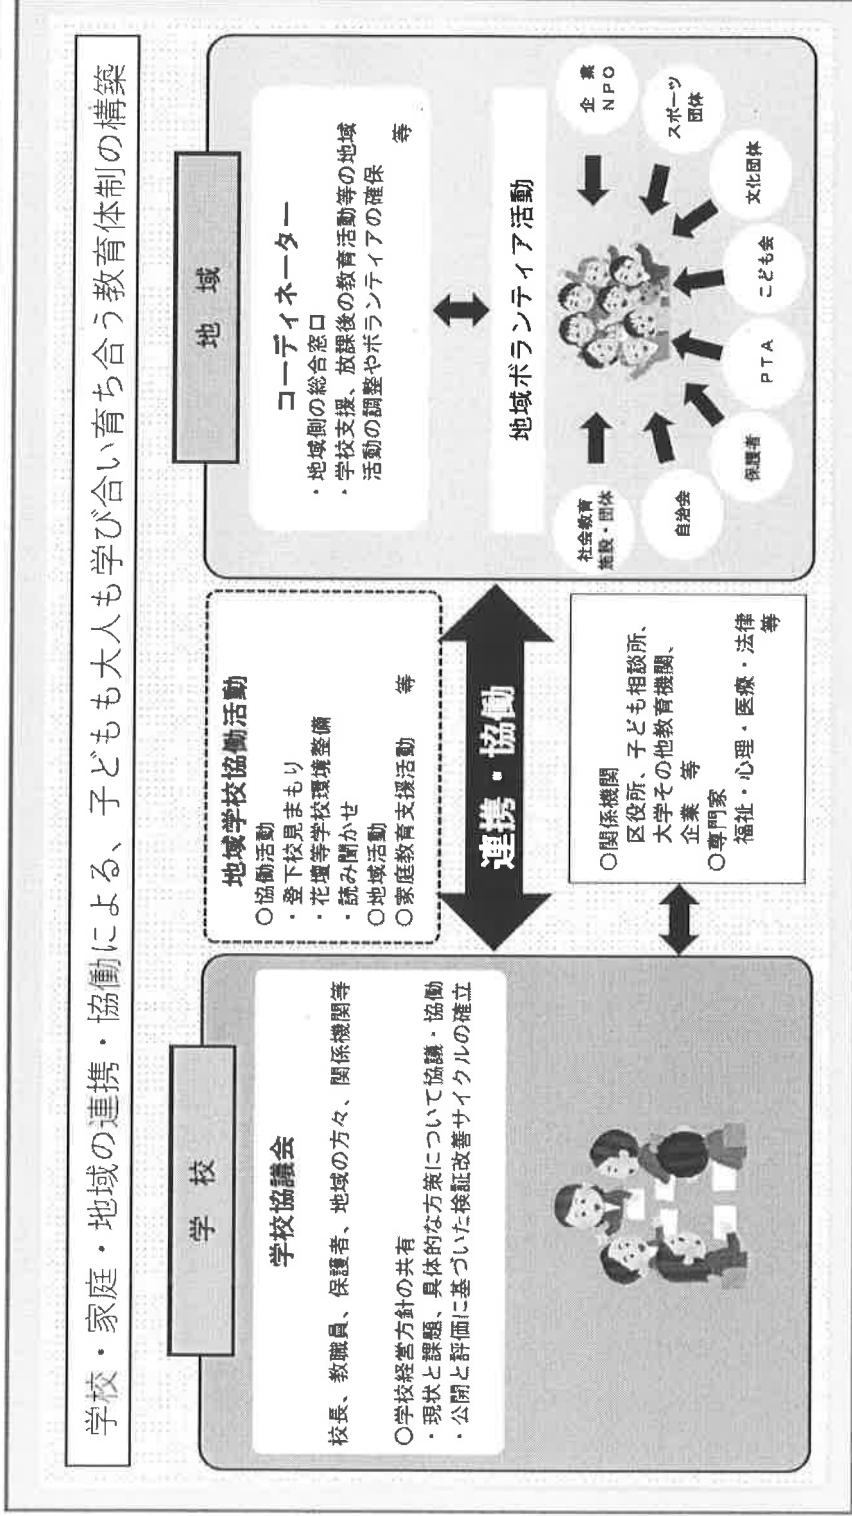 学校・家庭・地域の連携・協働による、子どもも大人も学び合い育ち合う教育体制の構築
学 校
学校協議会
校長、教職員、保護者、地域の方々、関係機関等
○学校経営方針の共有
・現状と課題、具体的な方策について協議・協働
・公開と評価に基づいた検証改善サイクルの確立
地域学校協働活動
○協働活動
・登下校見まもり
・花壇等学校環境整備
・読み聞かせ
○地域活動
○家庭教育支援活動 等
連携・協働
○関係機関
区役所、子ども相談所、
大学その他教育機関、
企業 等
○専門家
福祉・心理・医療・法律
等
地 域
コーディネーター
・地域側の総合窓口
・学校支援、放課後の教育活動等の地域
活動の調整やボランティアの確保
等
地域ボランティア活動
社会教育
施設・団体
自治会
保護者
PTA
こども会
文化団体
スポーツ
団体
企 業
NPO